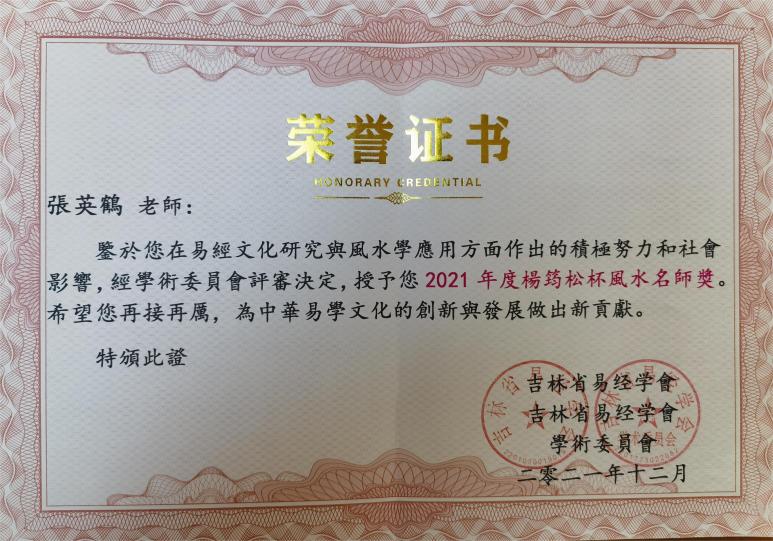 荣誉证书
HONORARY CREDENTIAL
張英鶴 老師：
鑒於您在易經文化研究與風水學應用方面作出的積極努力和社會
影響，經學術委員會評審決定，授予您 2021 年度楊筠松杯風水名師獎。
希望您再接再厲，為中華易學文化的創新與發展做出新貢獻。
特頒此證
吉林省易经学會
吉林省易经学會
學術委員會
二零二一年十二月